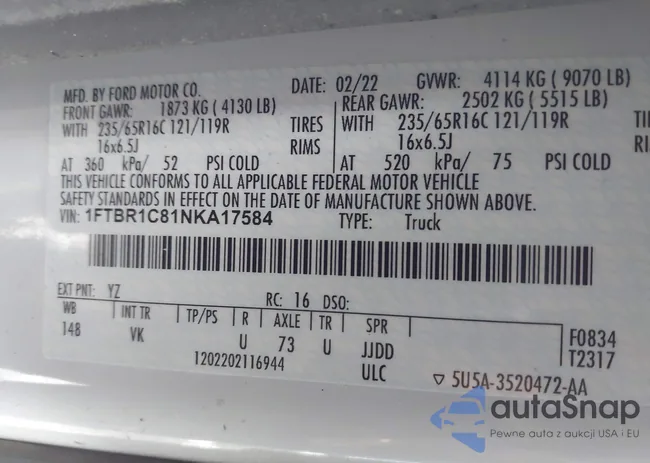 MFD. BY FORD MOTOR CO. DATE: 02/22 GVWR: 4114 KG ( 9070 LB)
FRONT GAWR: 1873 KG ( 4130 LB) REAR GAWR: 2502 KG ( 5515 LB)
WITH 235/65R16C 121/119R TIRES WITH 235/65R16C 121/119R
16x6.5J RIMS 16x6.5J
AT 360 kPa/ 52 PSI COLD AT 520 kPa/ 75 PSI COLD
THIS VEHICLE CONFORMS TO ALL APPLICABLE FEDERAL MOTOR VEHICLE
SAFETY STANDARDS IN EFFECT ON THE DATE OF MANUFACTURE SHOWN ABOVE.
VIN: 1FTBR1C81NKA17584 TYPE: Truck
EXT PNT: YZ RC: 16 DSO:
WB INT TR TP/PS R AXLE TR SPR F0834
148 VK U 73 U JJDD T2317
1202202116944 ULC 5U5A-3520472-AA
autaSnap
Pewne auta z aukcji USA i EU